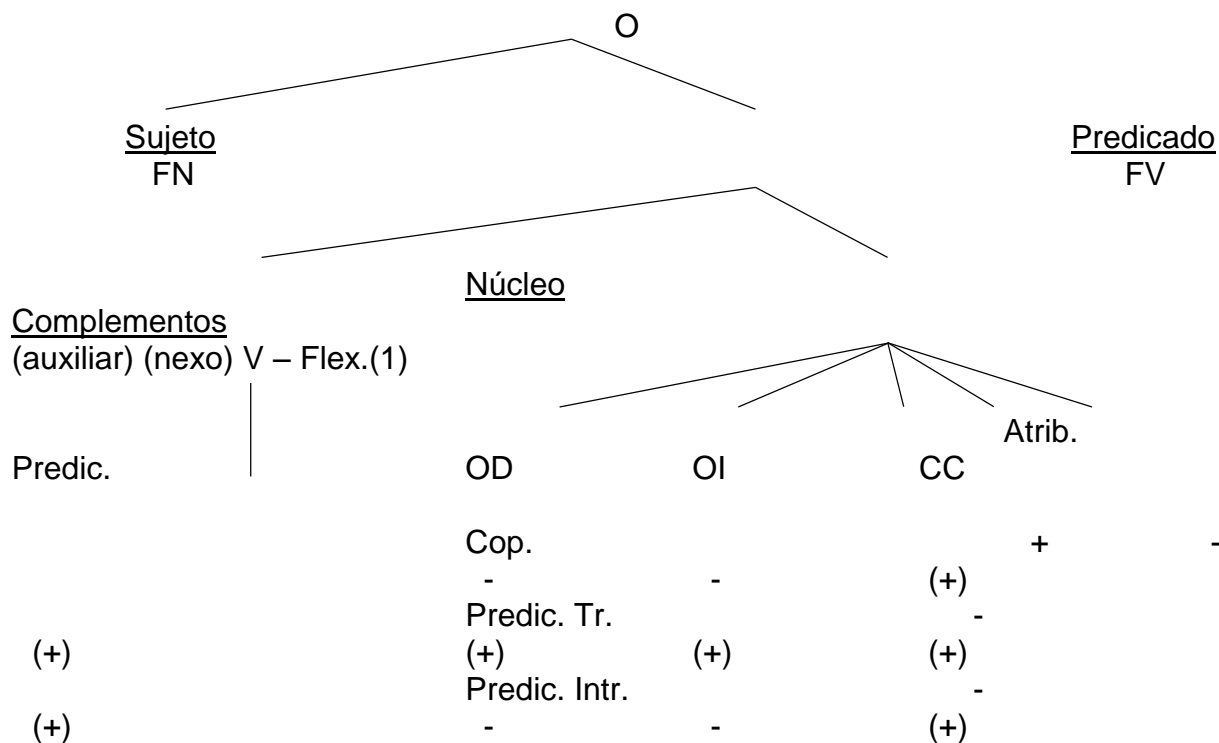 O
Sujeto Predicado
FN FV
Núcleo
Complementos
(auxiliar) (nexo) V – Flex.(1)
Atrib.
Predic. OD OI CC
Cop. + -
- - (+)
Predic. Tr. -
(+) (+) (+) (+)
Predic. Intr. -
(+) - - (+)